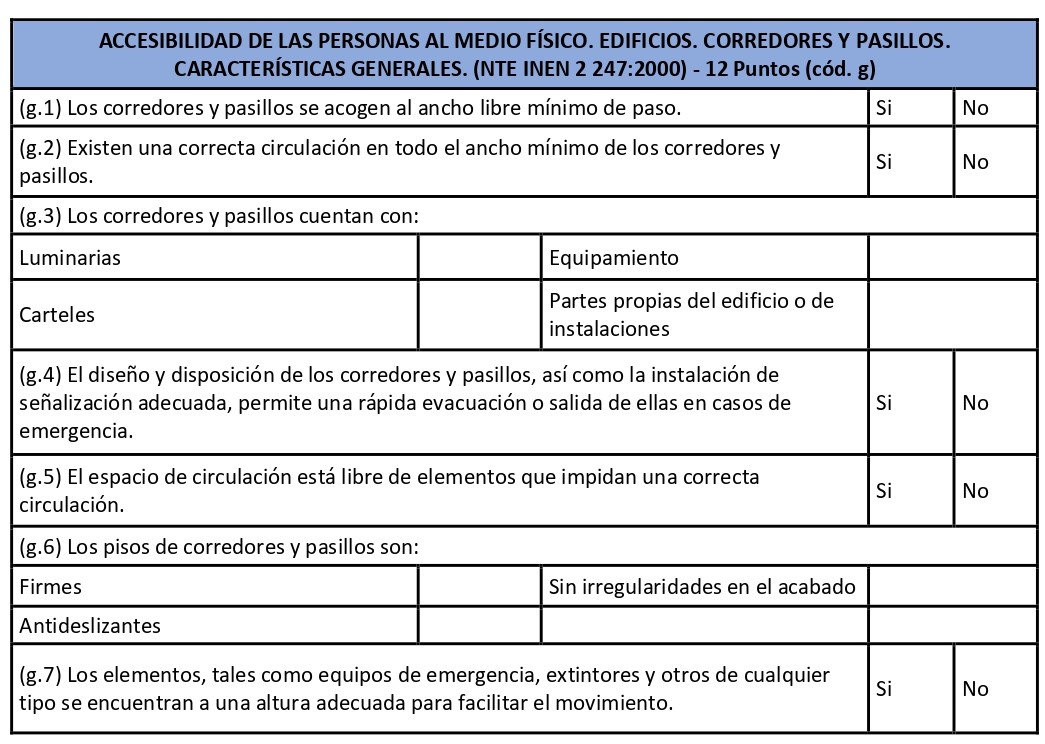 ACCESIBILIDAD DE LAS PERSONAS AL MEDIO FÍSICO. EDIFICIOS. CORREDORES Y PASILLOS.
CARACTERÍSTICAS GENERALES. (NTE INEN 2 247:2000) - 12 Puntos (cód. g)
(g.1) Los corredores y pasillos se acogen al ancho libre mínimo de paso. Si No
(g.2) Existen una correcta circulación en todo el ancho mínimo de los corredores y
pasillos. Si No
(g.3) Los corredores y pasillos cuentan con:
Luminarias Equipamiento
Carteles Partes propias del edificio o de
instalaciones
(g.4) El diseño y disposición de los corredores y pasillos, así como la instalación de
señalización adecuada, permite una rápida evacuación o salida de ellas en casos de Si No
emergencia.
(g.5) El espacio de circulación está libre de elementos que impidan una correcta
circulación. Si No
(g.6) Los pisos de corredores y pasillos son:
Firmes Sin irregularidades en el acabado
Antideslizantes
(g.7) Los elementos, tales como equipos de emergencia, extintores y otros de cualquier
tipo se encuentran a una altura adecuada para facilitar el movimiento. Si No